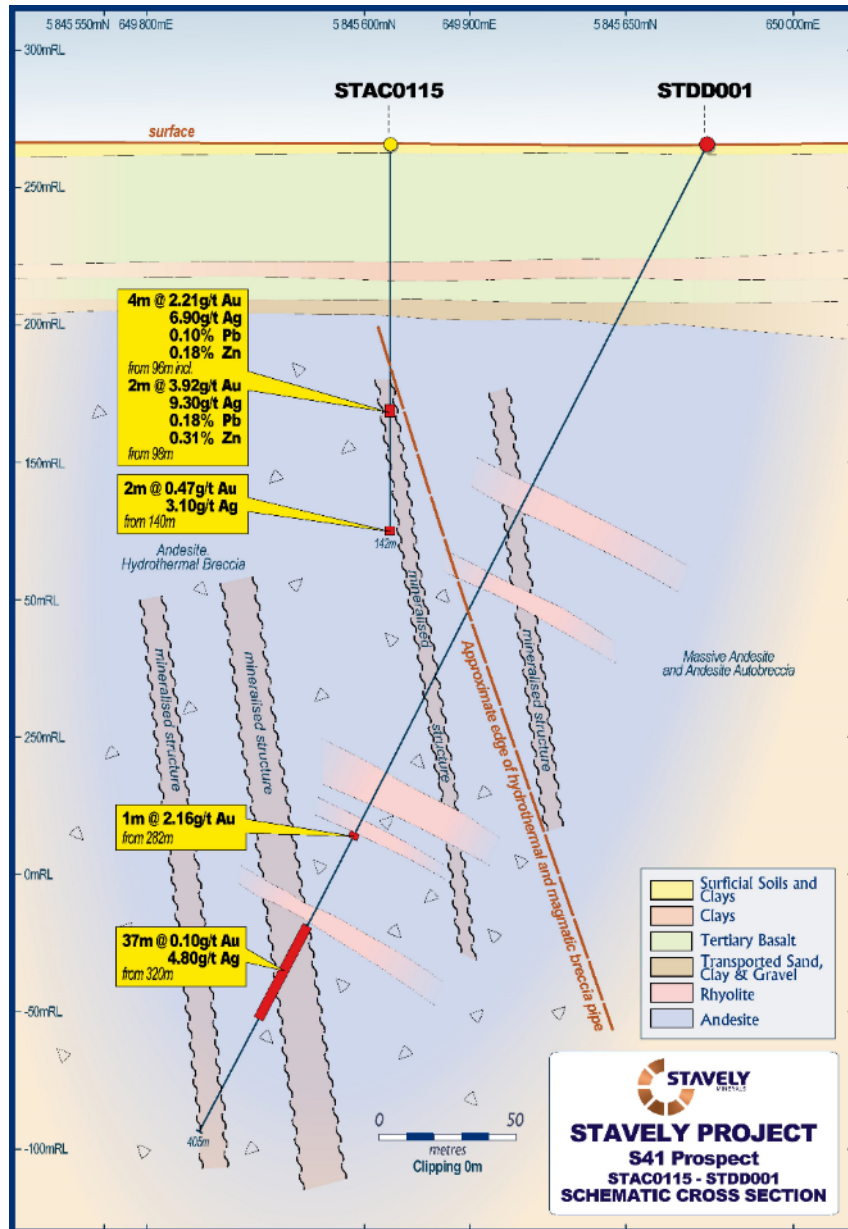 5 845 550mN 649 800mE 5 845 600mN 649 900mE 5 845 650mN 650 000mE
300mRL
STAC0115 STDD001
surface
250mRL
4m @ 2.21g/t Au
6.90g/t Ag
0.10% Pb
0.18% Zn
from 96m incl.
2m @ 3.92g/t Au
9.30g/t Ag
0.18% Pb
0.31% Zn
from 98m
200mRL
150mRL
2m @ 0.47g/t Au
3.10g/t Ag
from 140m
142m
Andesite.
Hydrothermal Breccia
50mRL
mineralised structure
mineralised structure
mineralised structure
mineralised structure
Approximate edge of hydrothermal and magmatic breccia pipe
Massive Andesite
and Andesite Autobreccia
250mRL
1m @ 2.16g/t Au
from 282m
0mRL
37m @ 0.10g/t Au
4.80g/t Ag
from 320m
-50mRL
405m
-100mRL
Surficial Soils and
Clays
Clays
Tertiary Basalt
Transported Sand,
Clay & Gravel
Rhyolite
Andesite
0 50
metres
Clipping 0m
STAVELY
MINERALS
STAVELY PROJECT
S41 Prospect
STAC0115 - STDD001
SCHEMATIC CROSS SECTION